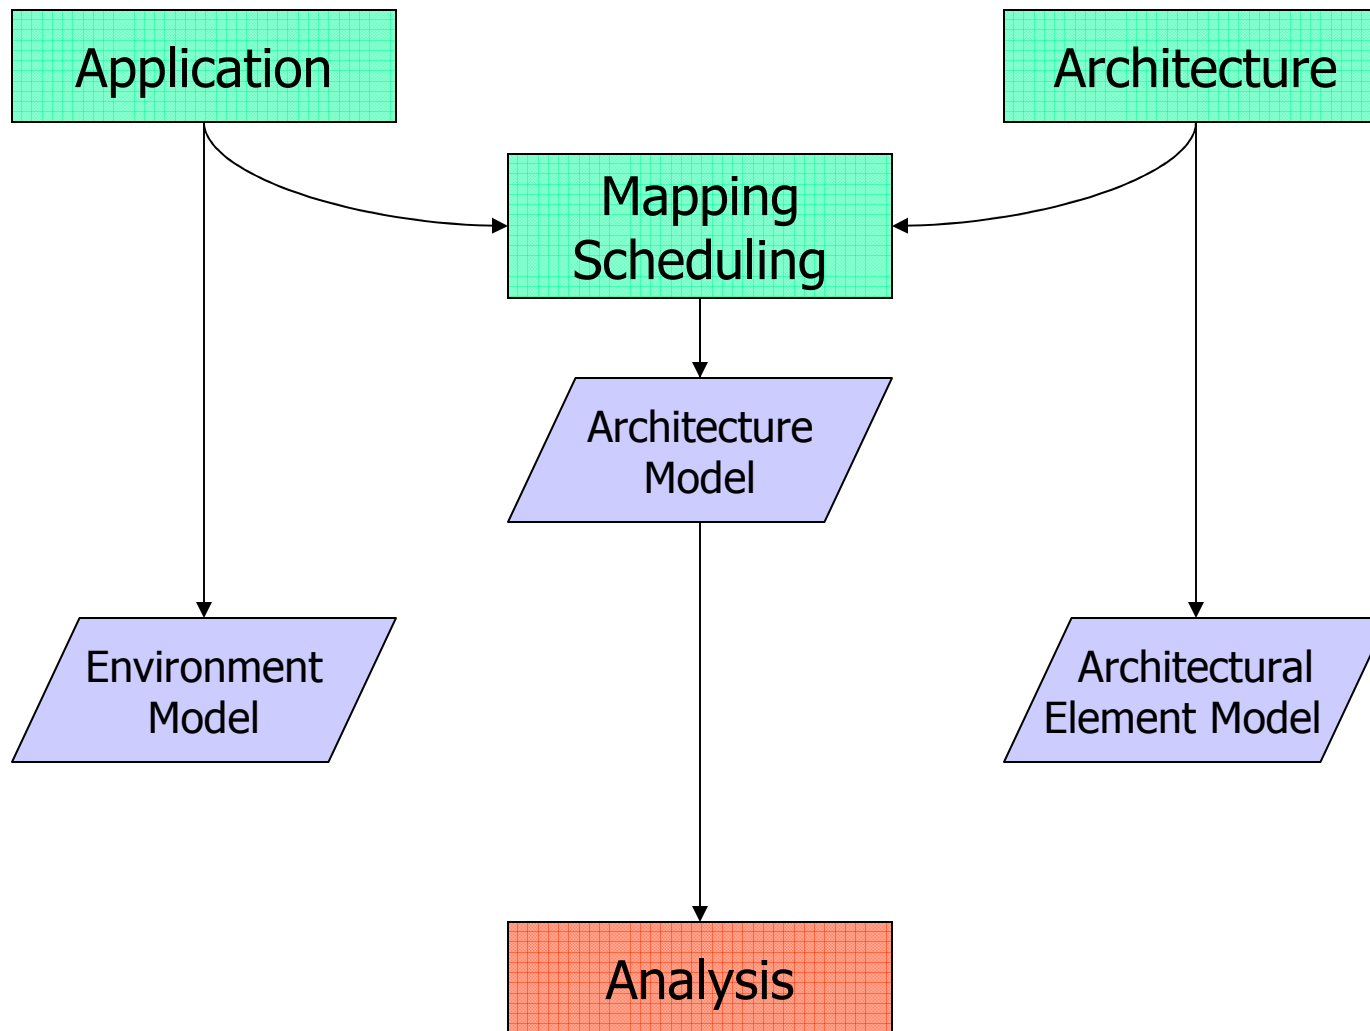 Application
Architecture
Mapping
Scheduling
Architecture
Model
Environment
Model
Architectural
Element Model
Analysis